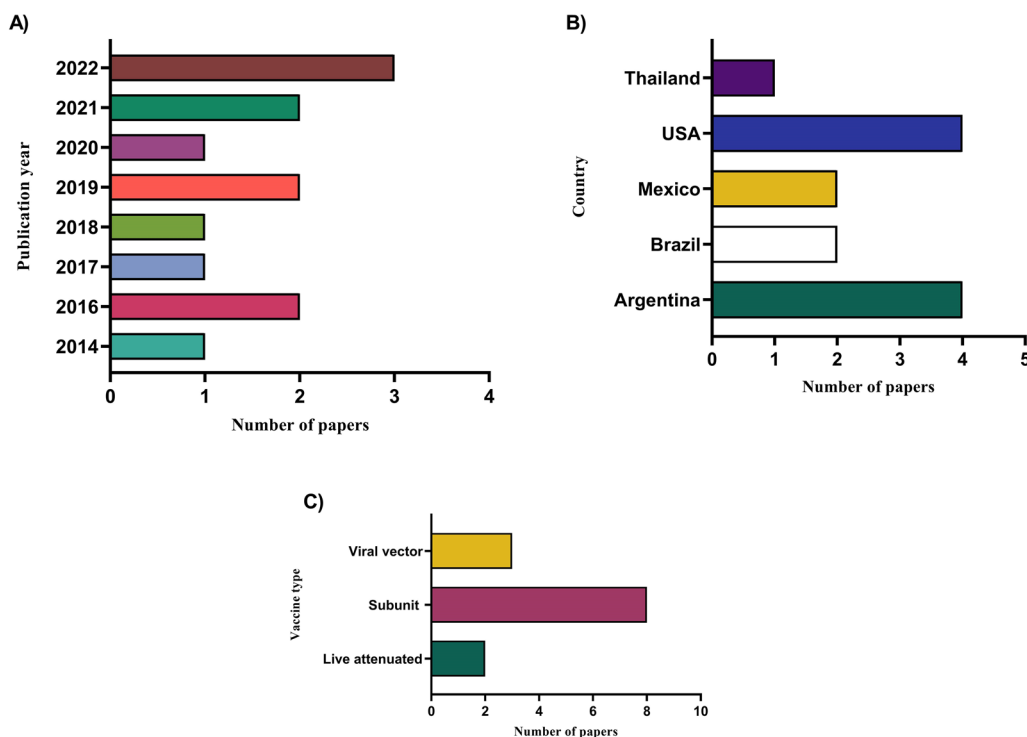 A)
Publication year
2022
2021
2020
2019
2018
2017
2016
2014
0 1 2 3 4
Number of papers
B)
Country
Thailand
USA
Mexico
Brazil
Argentina
0 1 2 3 4 5
Number of papers
C)
Vaccine type
Viral vector
Subunit
Live attenuated
0 2 4 6 8 10
Number of papers